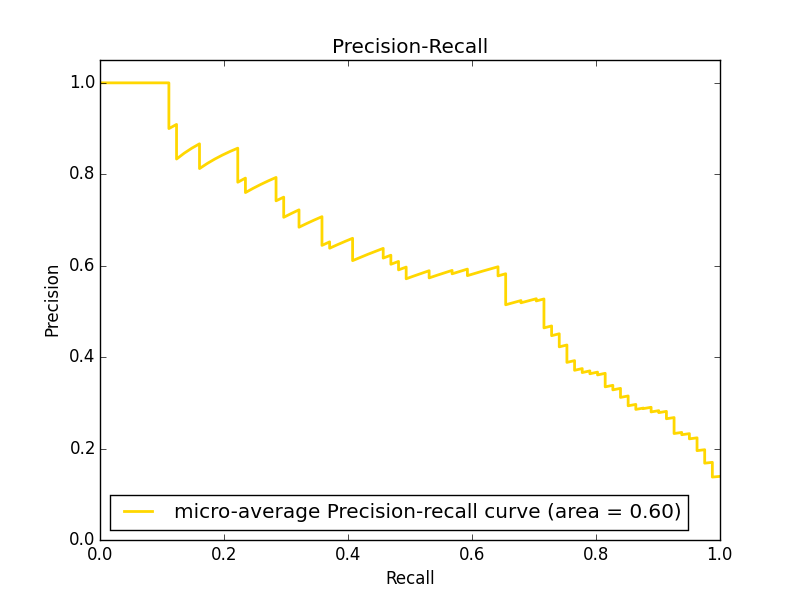 Precision-Recall
1.0
0.8
0.6
0.4
0.2
0.0
Precision
micro-average Precision-recall curve (area = 0.60)
0.0 0.2 0.4 0.6 0.8 1.0
Recall